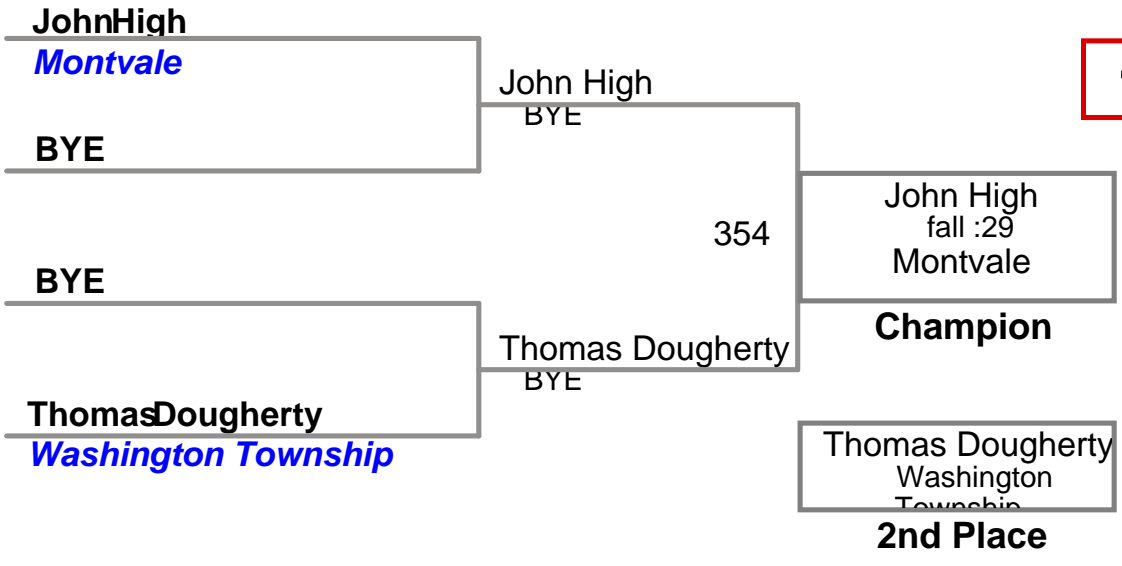 JohnHigh
Montvale
John High
BYE
BYE
354
John High
fall :29
Montvale
Champion
BYE
Thomas Dougherty
BYE
ThomasDougherty
Washington Township
Thomas Dougherty
Washington
Township
2nd Place